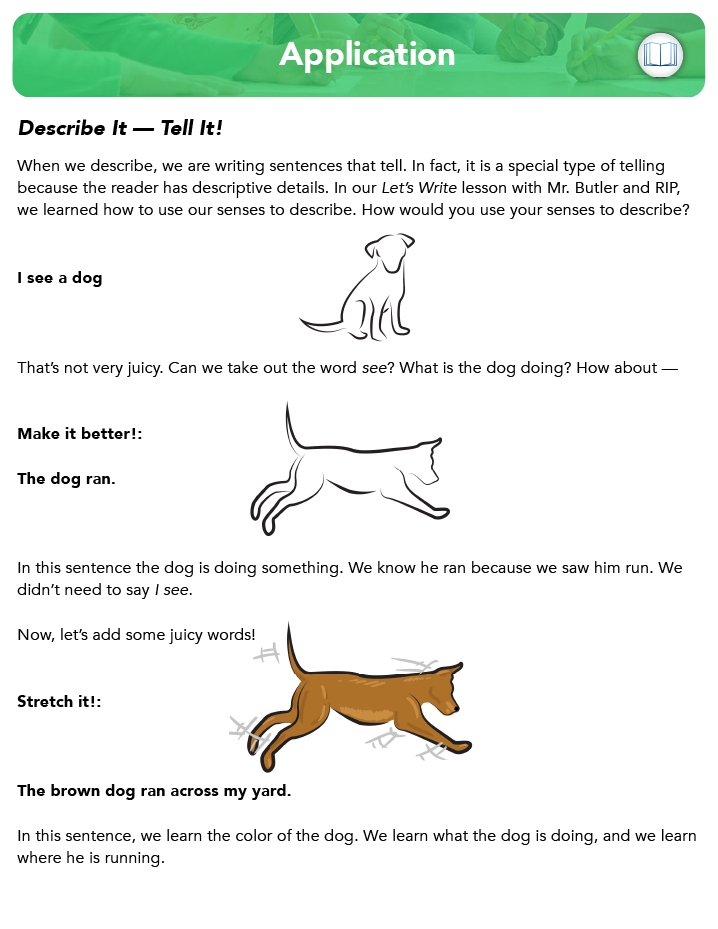 Application
Describe It — Tell It!
When we describe, we are writing sentences that tell. In fact, it is a special type of telling
because the reader has descriptive details. In our Let’s Write lesson with Mr. Butler and RIP,
we learned how to use our senses to describe. How would you use your senses to describe?
I see a dog
That’s not very juicy. Can we take out the word see? What is the dog doing? How about —
Make it better!:
The dog ran.
In this sentence the dog is doing something. We know he ran because we saw him run. We
didn’t need to say I see.
Now, let’s add some juicy words!
Stretch it!:
The brown dog ran across my yard.
In this sentence, we learn the color of the dog. We learn what the dog is doing, and we learn
where he is running.